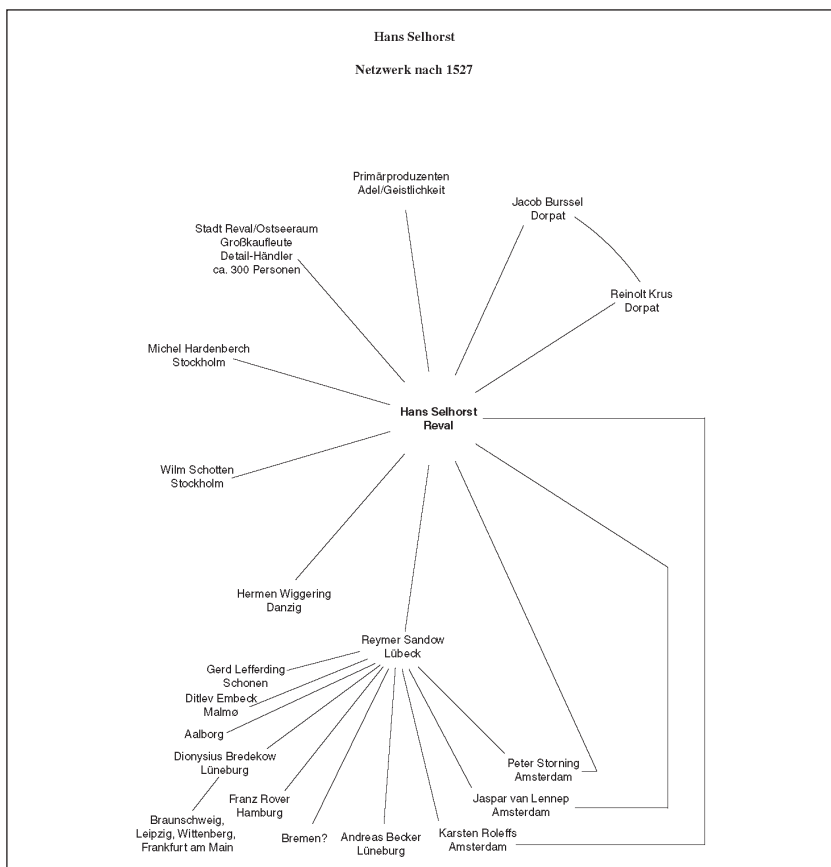 Hans Selhorst
Netzwerk nach 1527
Primärproduzenten
Adel/Geistlichkeit
Jacob Burssel
Dorpat
Stadt Reval/Ostseeraum
Großkaufleute
Detail-Händler
ca. 300 Personen
Reinolt Krus
Dorpat
Michel Hardenberch
Stockholm
Hans Selhorst
Reval
Wilm Schotten
Stockholm
Hermen Wiggering
Danzig
Reymer Sandow
Lübeck
Gerd Lefferding
Schonen
Ditlev Embeck
Malmø
Aalborg
Dionysius Bredekow
Lüneburg
Peter Storning
Amsterdam
Franz Rover
Hamburg
Jaspar van Lennep
Amsterdam
Braunschweig,
Leipzig, Wittenberg,
Frankfurt am Main
Bremen?
Andreas Becker
Lüneburg
Karsten Roleffs
Amsterdam